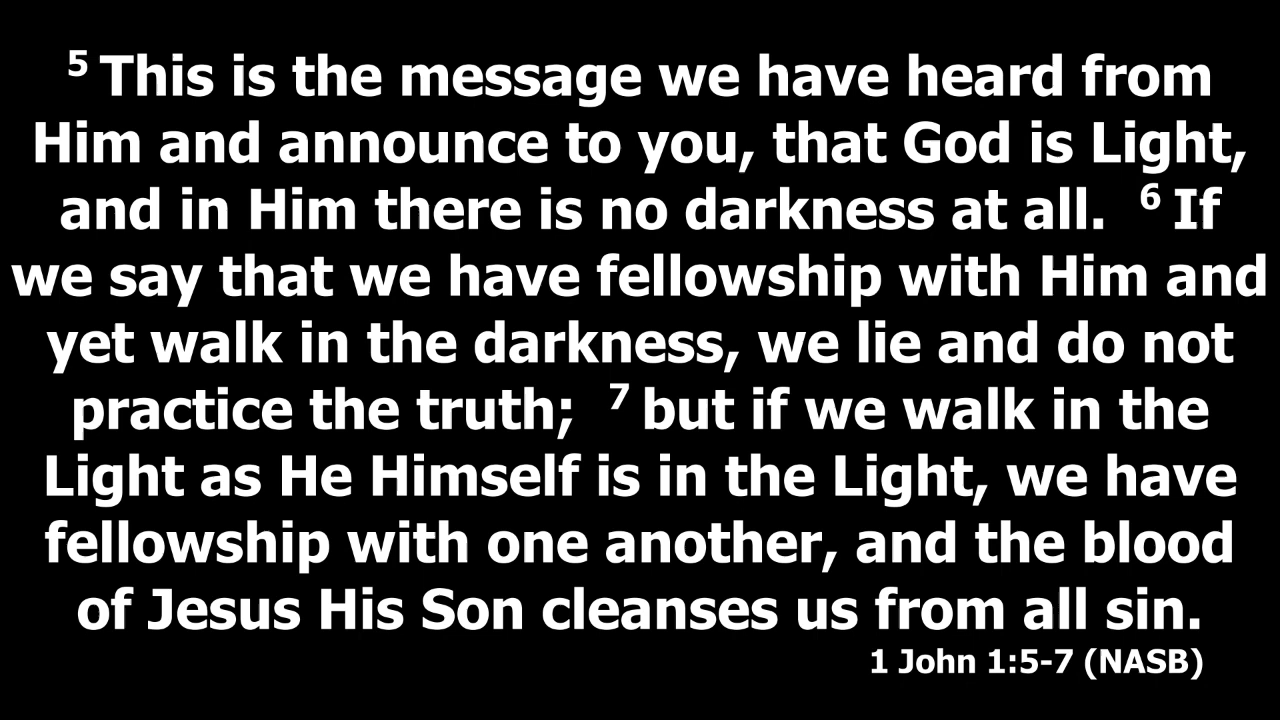 5 This is the message we have heard from
Him and announce to you, that God is Light,
and in Him there is no darkness at all. 6 If
we say that we have fellowship with Him and
yet walk in the darkness, we lie and do not
practice the truth; 7 but if we walk in the
Light as He Himself is in the Light, we have
fellowship with one another, and the blood
of Jesus His Son cleanses us from all sin.
1 John 1:5-7 (NASB)